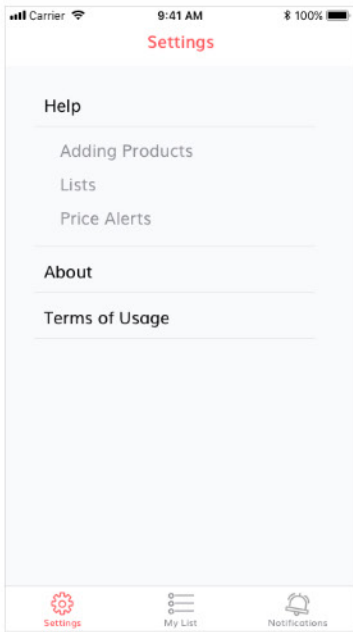 Carrier 9:41 AM 100%
Settings
Help
Adding Products
Lists
Price Alerts
About
Terms of Usage
Settings My List Notifications